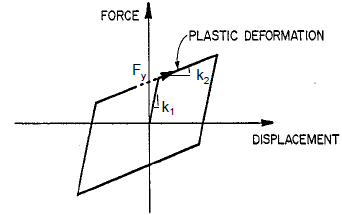 FORCE
PLASTIC DEFORMATION
Fy
k2
k1
DISPLACEMENT